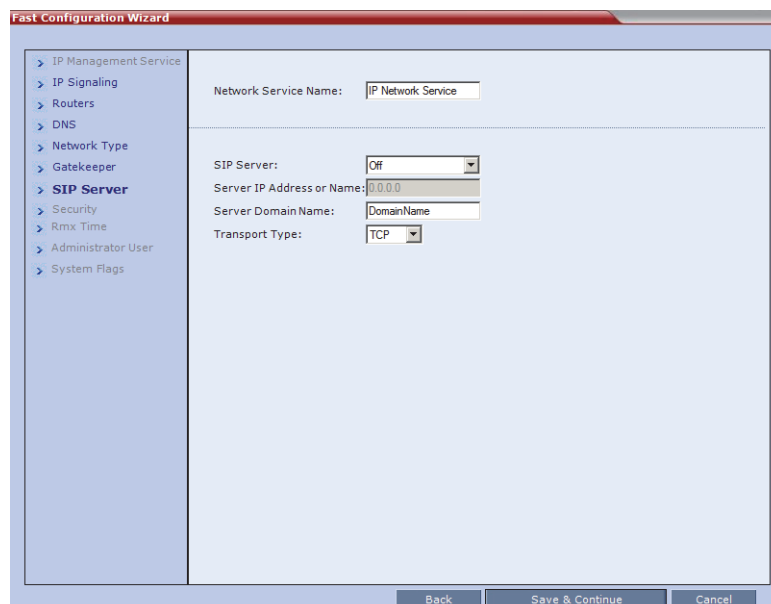 Fast Configuration Wizard
IP Management Service
IP Signaling
Routers
DNS
Network Type
Gatekeeper
SIP Server
Security
Rmx Time
Administrator User
System Flags
Network Service Name: IP Network Service
SIP Server: Off
Server IP Address or Name: 0.0.0.0
Server Domain Name: DomainName
Transport Type: TCP
Back Save & Continue Cancel